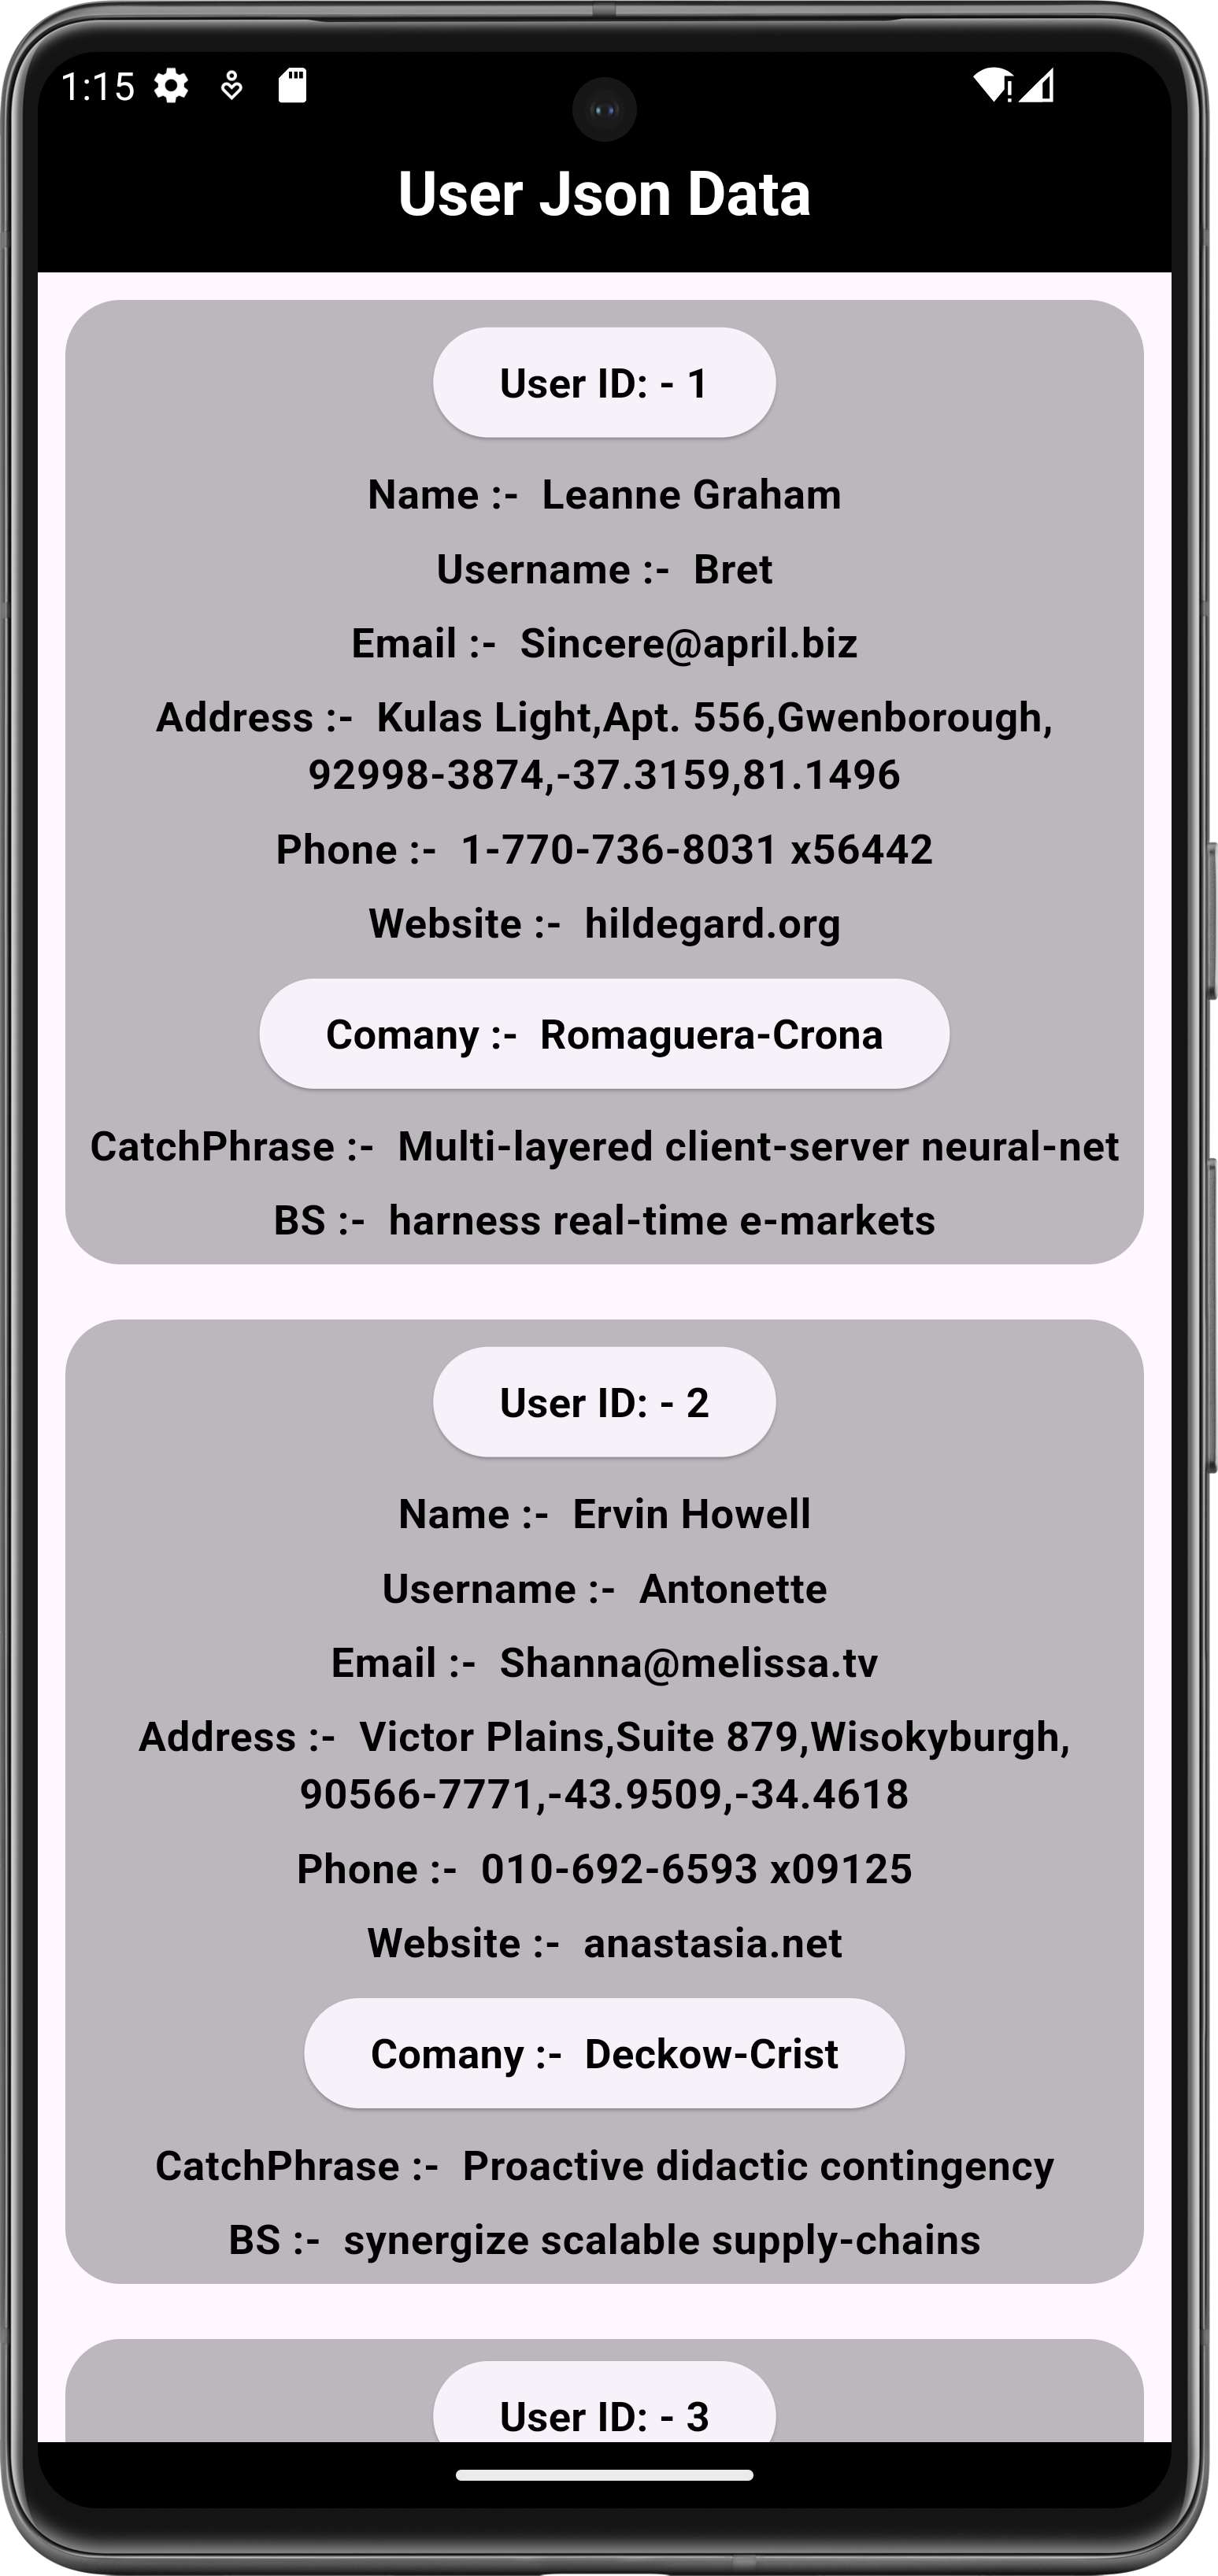 1:15
User Json Data
User ID: - 1
Name :-  Leanne Graham
Username :-  Bret
Email :-  Sincere@april.biz
Address :-  Kulas Light,Apt. 556,Gwenborough,
92998-3874,-37.3159,81.1496
Phone :-  1-770-736-8031 x56442
Website :-  hildegard.org
Comany :-  Romaguera-Crona
CatchPhrase :-  Multi-layered client-server neural-net
BS :-  harness real-time e-markets
User ID: - 2
Name :-  Ervin Howell
Username :-  Antonette
Email :-  Shanna@melissa.tv
Address :-  Victor Plains,Suite 879,Wisokyburgh,
90566-7771,-43.9509,-34.4618
Phone :-  010-692-6593 x09125
Website :-  anastasia.net
Comany :-  Deckow-Crist
CatchPhrase :-  Proactive didactic contingency
BS :-  synergize scalable supply-chains
User ID: - 3